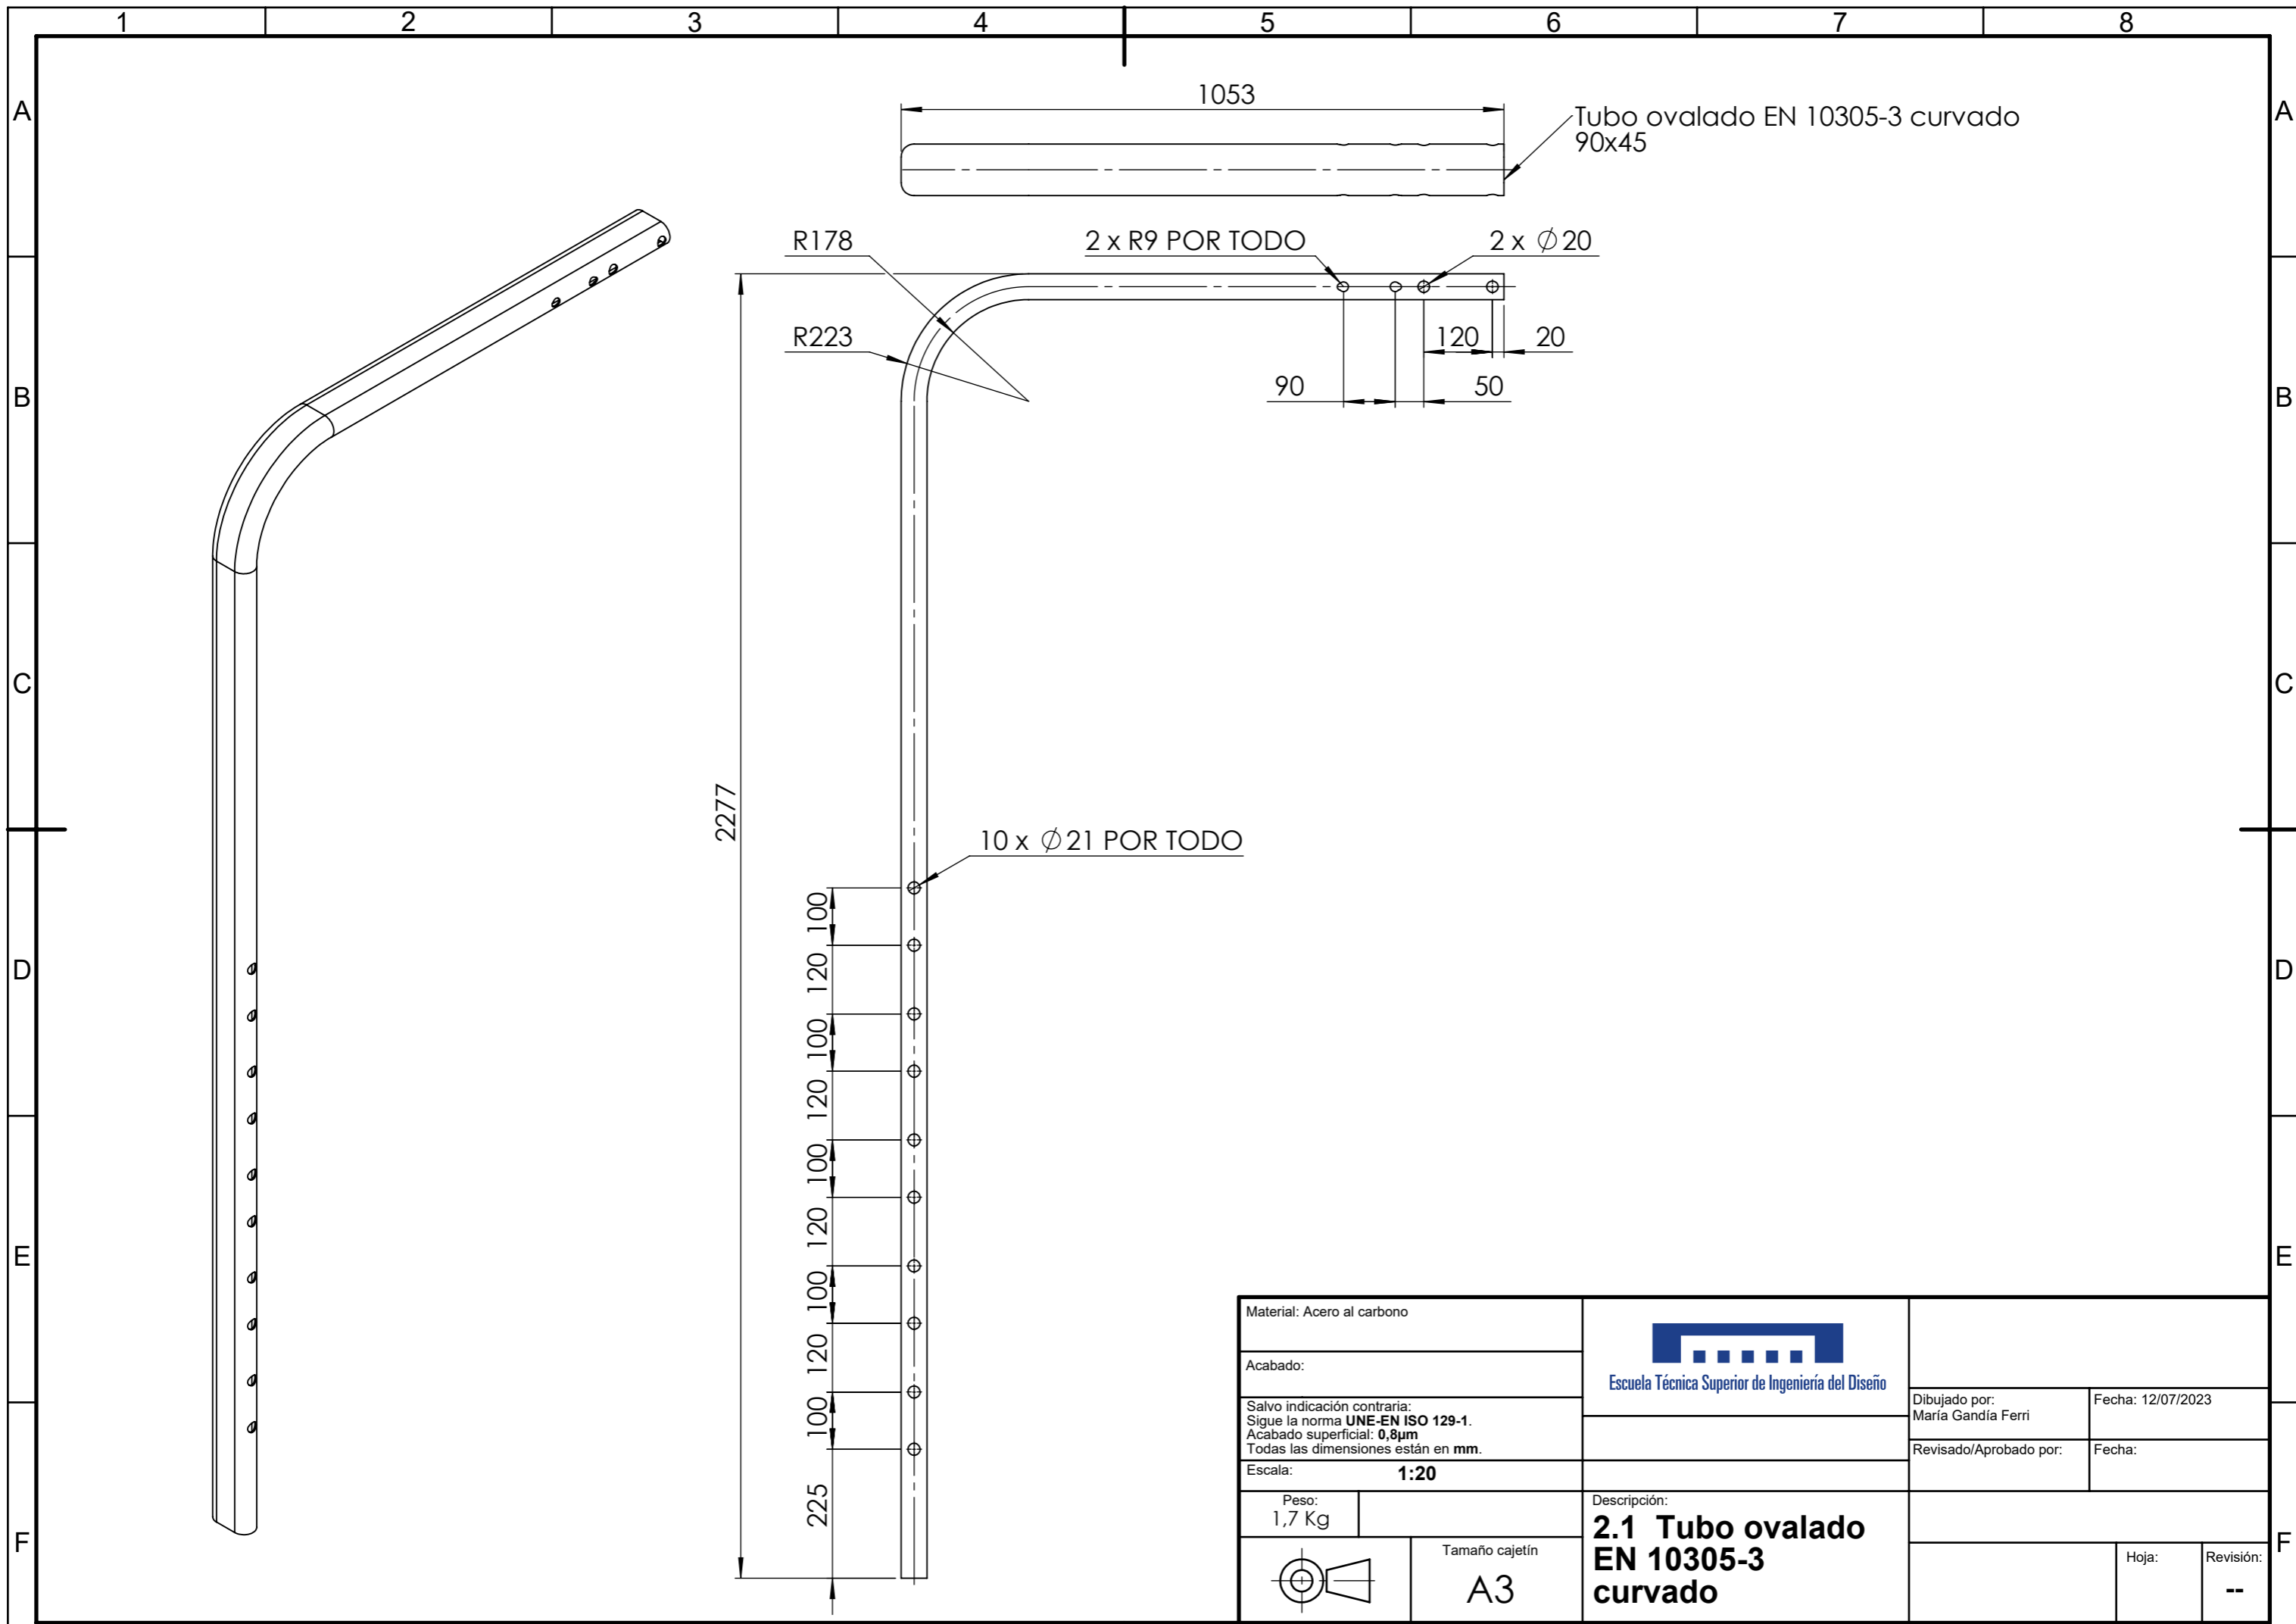 1 2 3 4 5 6 7 8
A A
B B
C C
D D
E E
F F
1053
Tubo ovalado EN 10305-3 curvado
90x45
R178
2 x R9 POR TODO
2 x ∅20
R223
120
20
90
50
2277
10 x ∅21 POR TODO
100
120
100
120
100
120
100
120
100
225
Material: Acero al carbono
Acabado:
Salvo indicación contraria:
Sigue la norma UNE-EN ISO 129-1.
Acabado superficial: 0,8µm
Todas las dimensiones están en mm.
Escala: 1:20
Peso:
1,7 Kg
Tamaño cajetín
A3
Escuela Técnica Superior de Ingeniería del Diseño
Descripción:
2.1 Tubo ovalado
EN 10305-3
curvado
Dibujado por:
María Gandía Ferri
Fecha: 12/07/2023
Revisado/Aprobado por:
Fecha:
Hoja:
Revisión:
--